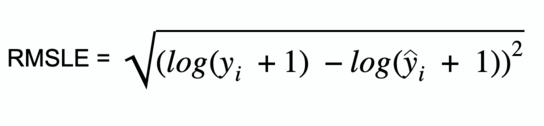 RMSLE = √(log(yᵢ + 1) − log(ŷᵢ + 1))²